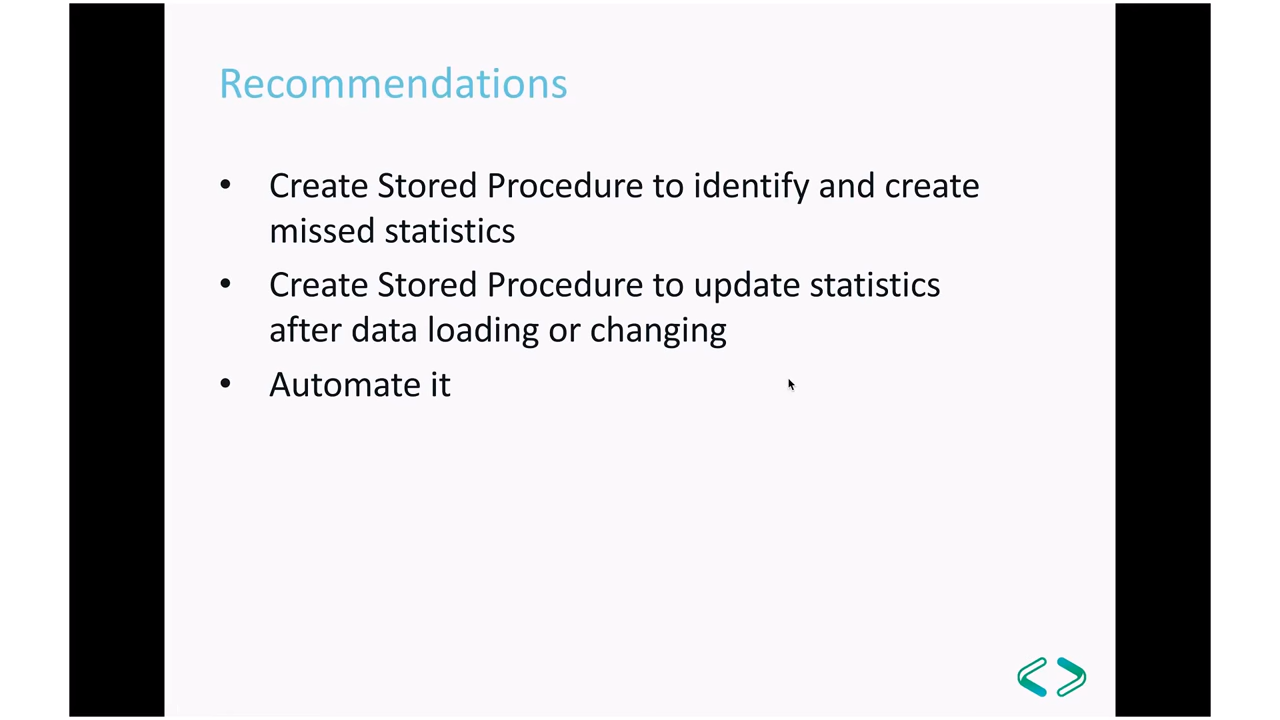 Recommendations
• Create Stored Procedure to identify and create
missed statistics
• Create Stored Procedure to update statistics
after data loading or changing
• Automate it